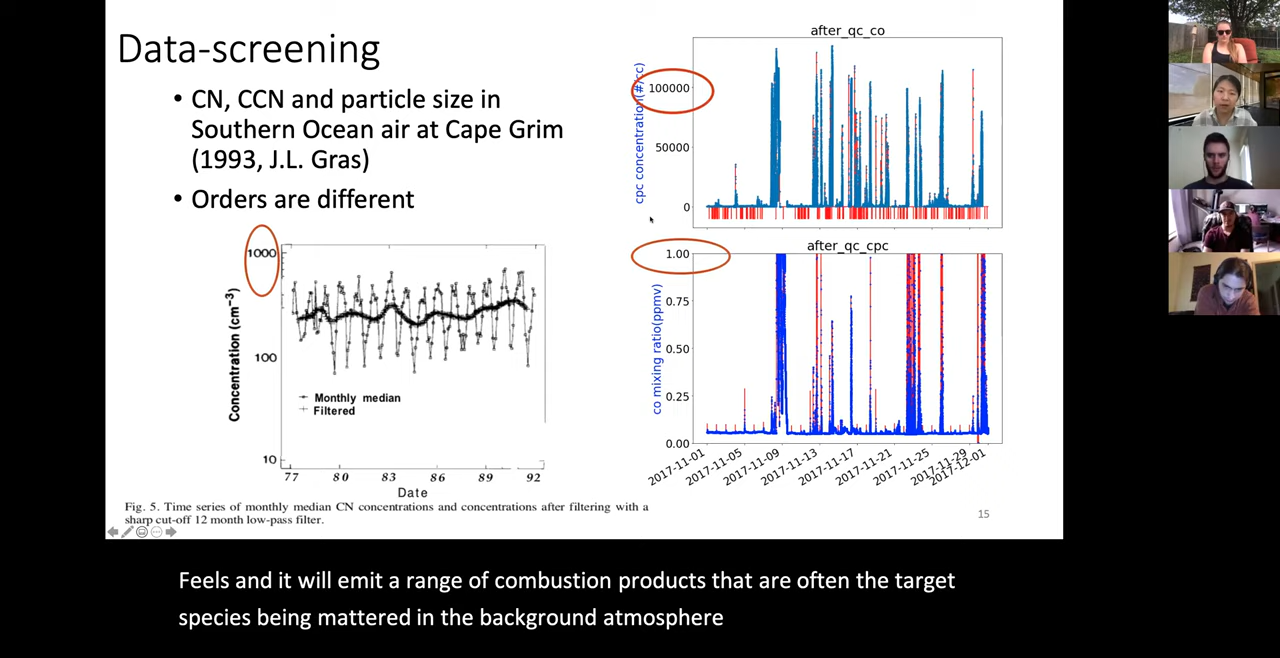 Data-screening
• CN, CCN and particle size in
Southern Ocean air at Cape Grim
(1993, J.L. Gras)
• Orders are different
1000
100
10
Concentration (cm⁻³)
Monthly median
Filtered
77 80 83 86 89 92
Date
Fig. 5. Time series of monthly median CN concentrations and concentrations after filtering with a
sharp cut-off 12 month low-pass filter.
after_qc_co
cpc concentration(#/cc)
100000
50000
0
after_qc_cpc
co mixing ratio(ppmv)
1.00
0.75
0.50
0.25
0.00
2017-11-01 2017-11-05 2017-11-09 2017-11-13 2017-11-17 2017-11-21 2017-11-25 2017-11-29 2017-12-01
15
Feels and it will emit a range of combustion products that are often the target
species being mattered in the background atmosphere